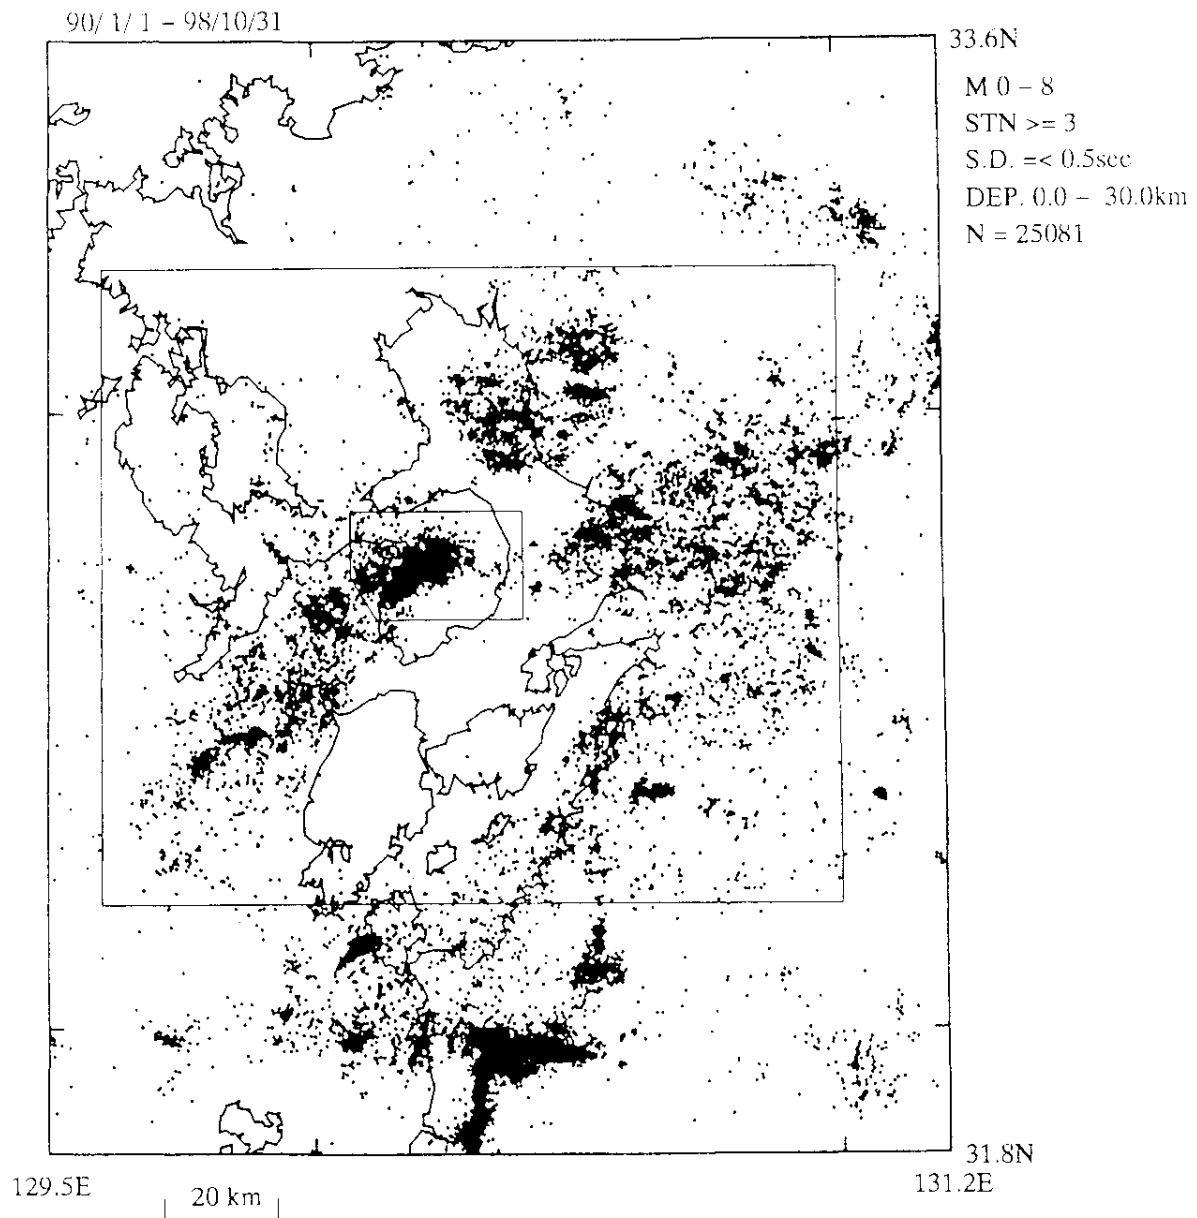 90/ 1/ 1 - 98/10/31
33.6N
M 0 - 8
STN >= 3
S.D. =< 0.5sec
DEP. 0.0 - 30.0km
N = 25081
31.8N
129.5E
131.2E
20 km